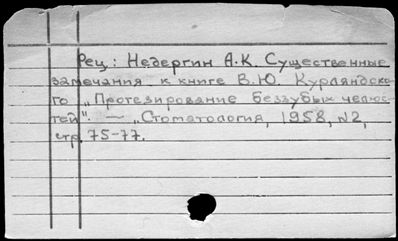 Рец.: Недергин А.К. Существенные
замечания к книге В.Ю. Курляндско-
го „Протезирование беззубых челюс-
тей". — „Стоматология, 1958, №2,
стр. 75-77.